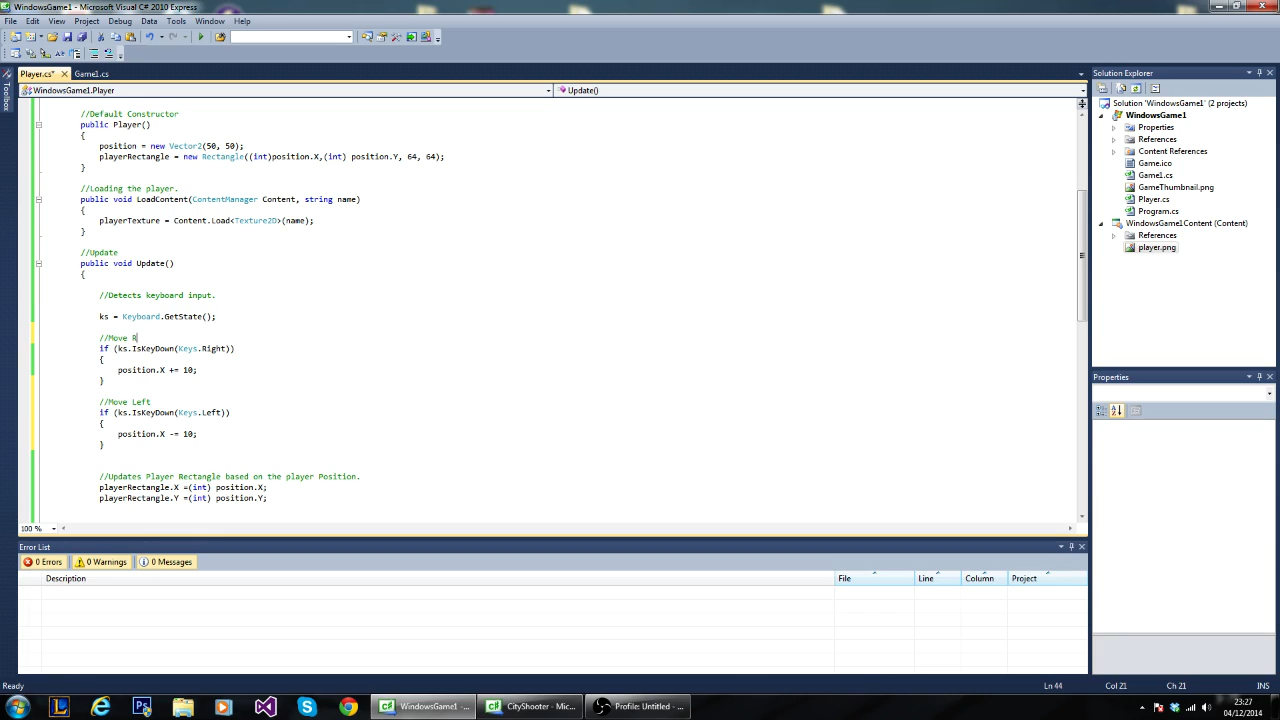 WindowsGame1 - Microsoft Visual C# 2010 Express
File Edit View Project Debug Data Tools Window Help
Player.cs* Game1.cs
WindowsGame1.Player Update()
Toolbox
//Default Constructor
public Player()
{
position = new Vector2(50, 50);
playerRectangle = new Rectangle((int)position.X,(int) position.Y, 64, 64);
}
//Loading the player.
public void LoadContent(ContentManager Content, string name)
{
playerTexture = Content.Load<Texture2D>(name);
}
//Update
public void Update()
{
//Detects keyboard input.
ks = Keyboard.GetState();
//Move R
if (ks.IsKeyDown(Keys.Right))
{
position.X += 10;
}
//Move Left
if (ks.IsKeyDown(Keys.Left))
{
position.X -= 10;
}
//Updates Player Rectangle based on the player Position.
playerRectangle.X =(int) position.X;
playerRectangle.Y =(int) position.Y;
100 %
Solution Explorer
Solution 'WindowsGame1' (2 projects)
WindowsGame1
Properties
References
Content References
Game.ico
Game1.cs
GameThumbnail.png
Player.cs
Program.cs
WindowsGame1Content (Content)
References
player.png
Properties
Error List
0 Errors 0 Warnings 0 Messages
Description File Line Column Project
Ready Ln 44 Col 21 Ch 21 INS
WindowsGame1 -... CityShooter - Mic... Profile: Untitled - ...
23:27
04/12/2014